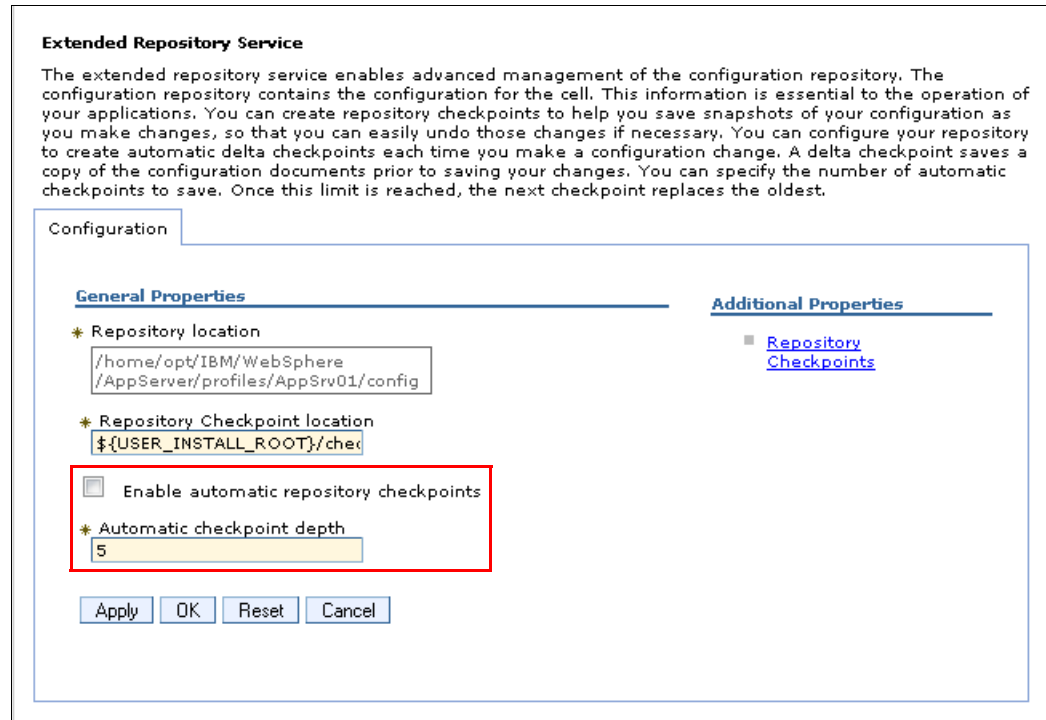 Extended Repository Service
The extended repository service enables advanced management of the configuration repository. The
configuration repository contains the configuration for the cell. This information is essential to the operation of
your applications. You can create repository checkpoints to help you save snapshots of your configuration as
you make changes, so that you can easily undo those changes if necessary. You can configure your repository
to create automatic delta checkpoints each time you make a configuration change. A delta checkpoint saves a
copy of the configuration documents prior to saving your changes. You can specify the number of automatic
checkpoints to save. Once this limit is reached, the next checkpoint replaces the oldest.
Configuration
General Properties
* Repository location
/home/opt/IBM/WebSphere
/AppServer/profiles/AppSrv01/config
* Repository Checkpoint location
${USER_INSTALL_ROOT}/chec
Enable automatic repository checkpoints
* Automatic checkpoint depth
5
Apply OK Reset Cancel
Additional Properties
Repository
Checkpoints